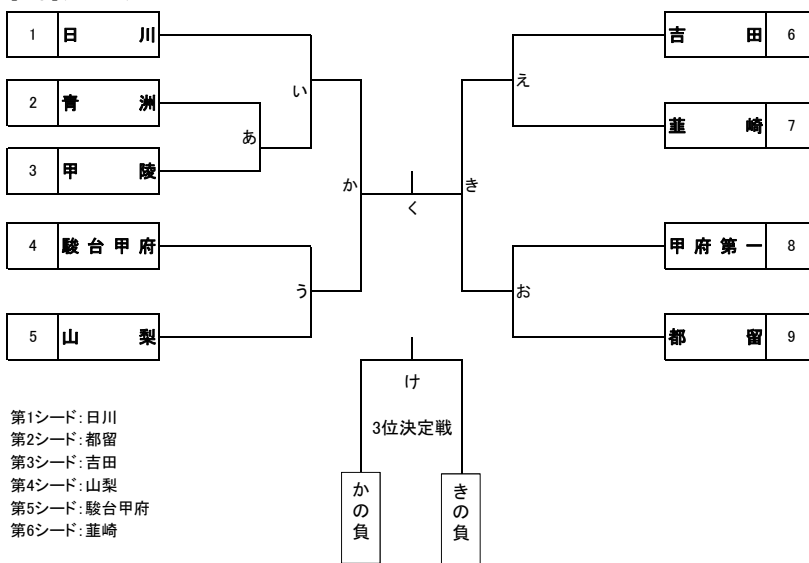 1 日川
い
2 青洲
あ
3 甲陵
か
4 駿台甲府
う
5 山梨
く
吉田 6
え
韮崎 7
き
甲府第一 8
お
都留 9
け
3位決定戦
かの負
きの負
第1シード:日川
第2シード:都留
第3シード:吉田
第4シード:山梨
第5シード:駿台甲府
第6シード:韮崎